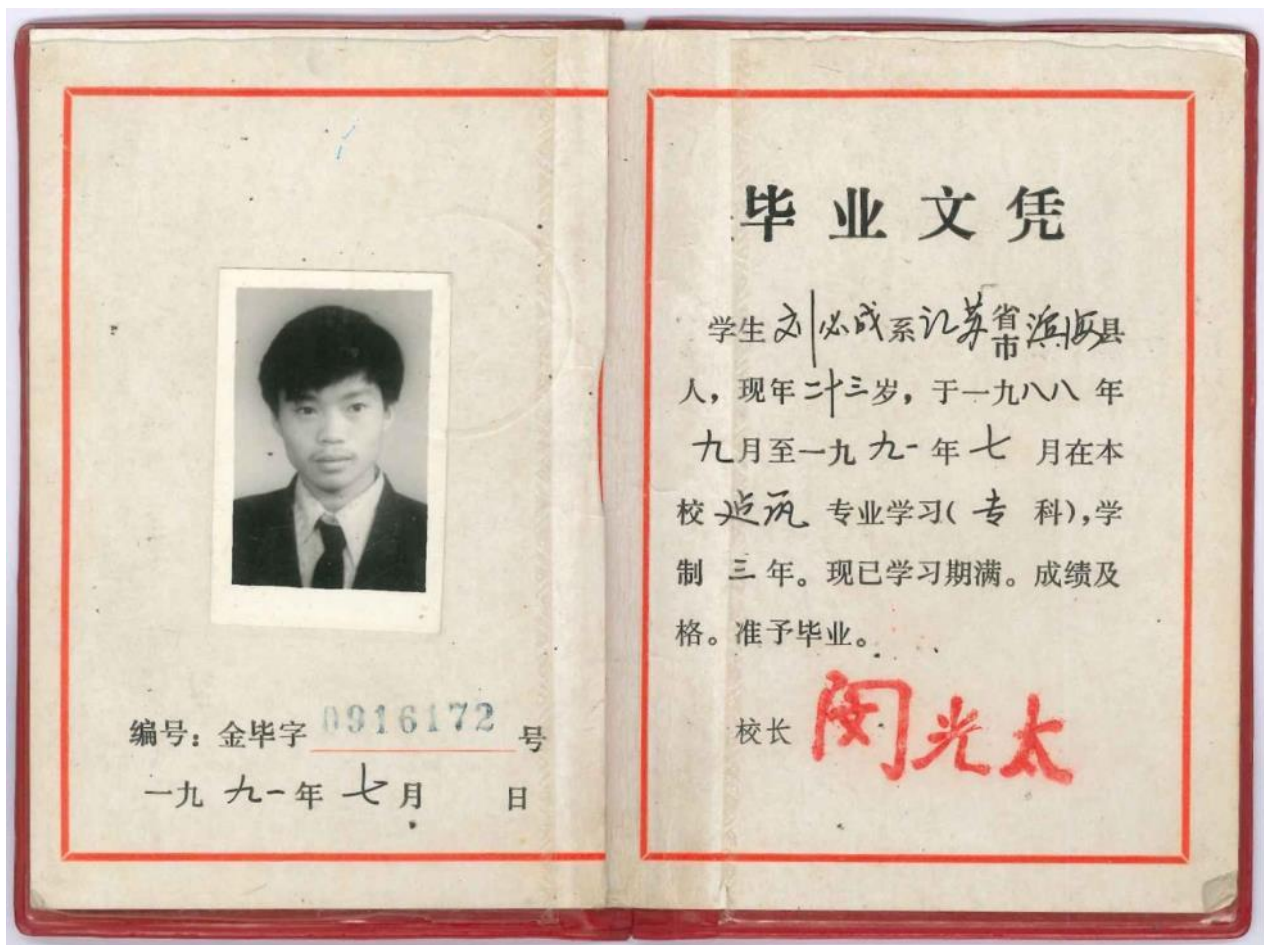 编号：金毕字 0916172 号
一九九一年七月 日
毕业文凭
学生刘必成系江苏省市滨海县
人，现年二十三岁，于一九八八年
九月至一九九一年七月在本
校建筑专业学习(专科)，学
制三年。现已学习期满。成绩及
格。准予毕业。
校长 闵光太